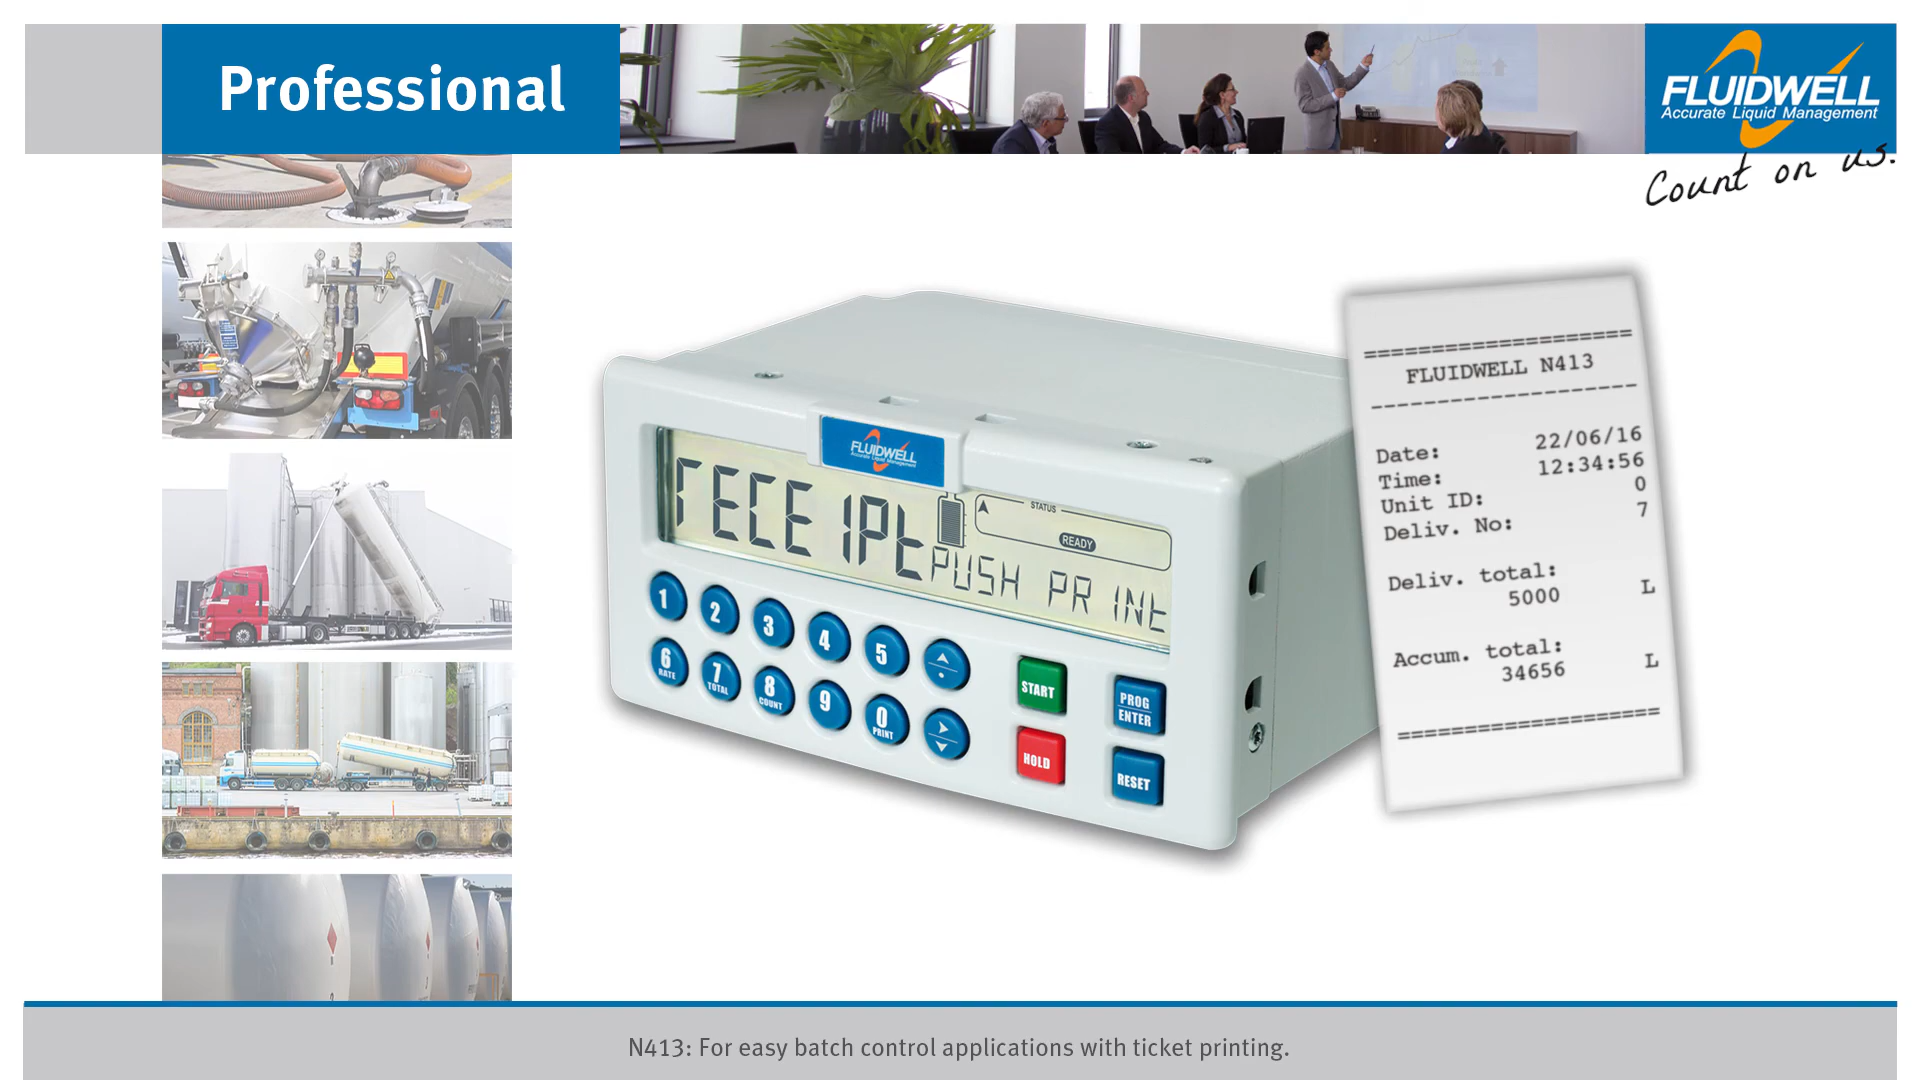 Professional
FLUIDWELL
Accurate Liquid Management
Count on us.
FLUIDWELL
Accurate Liquid Management
rECEIPt
STATUS
READY
PUSH PRINt
1 2 3 4 5
6 RATE 7 TOTAL 8 COUNT 9 0 PRINT
START
HOLD
PROG ENTER
RESET
====================
FLUIDWELL N413
--------------------
Date: 22/06/16
Time: 12:34:56
Unit ID: 0
Deliv. No: 7
Deliv. total:
5000 L
Accum. total:
34656 L
====================
N413: For easy batch control applications with ticket printing.